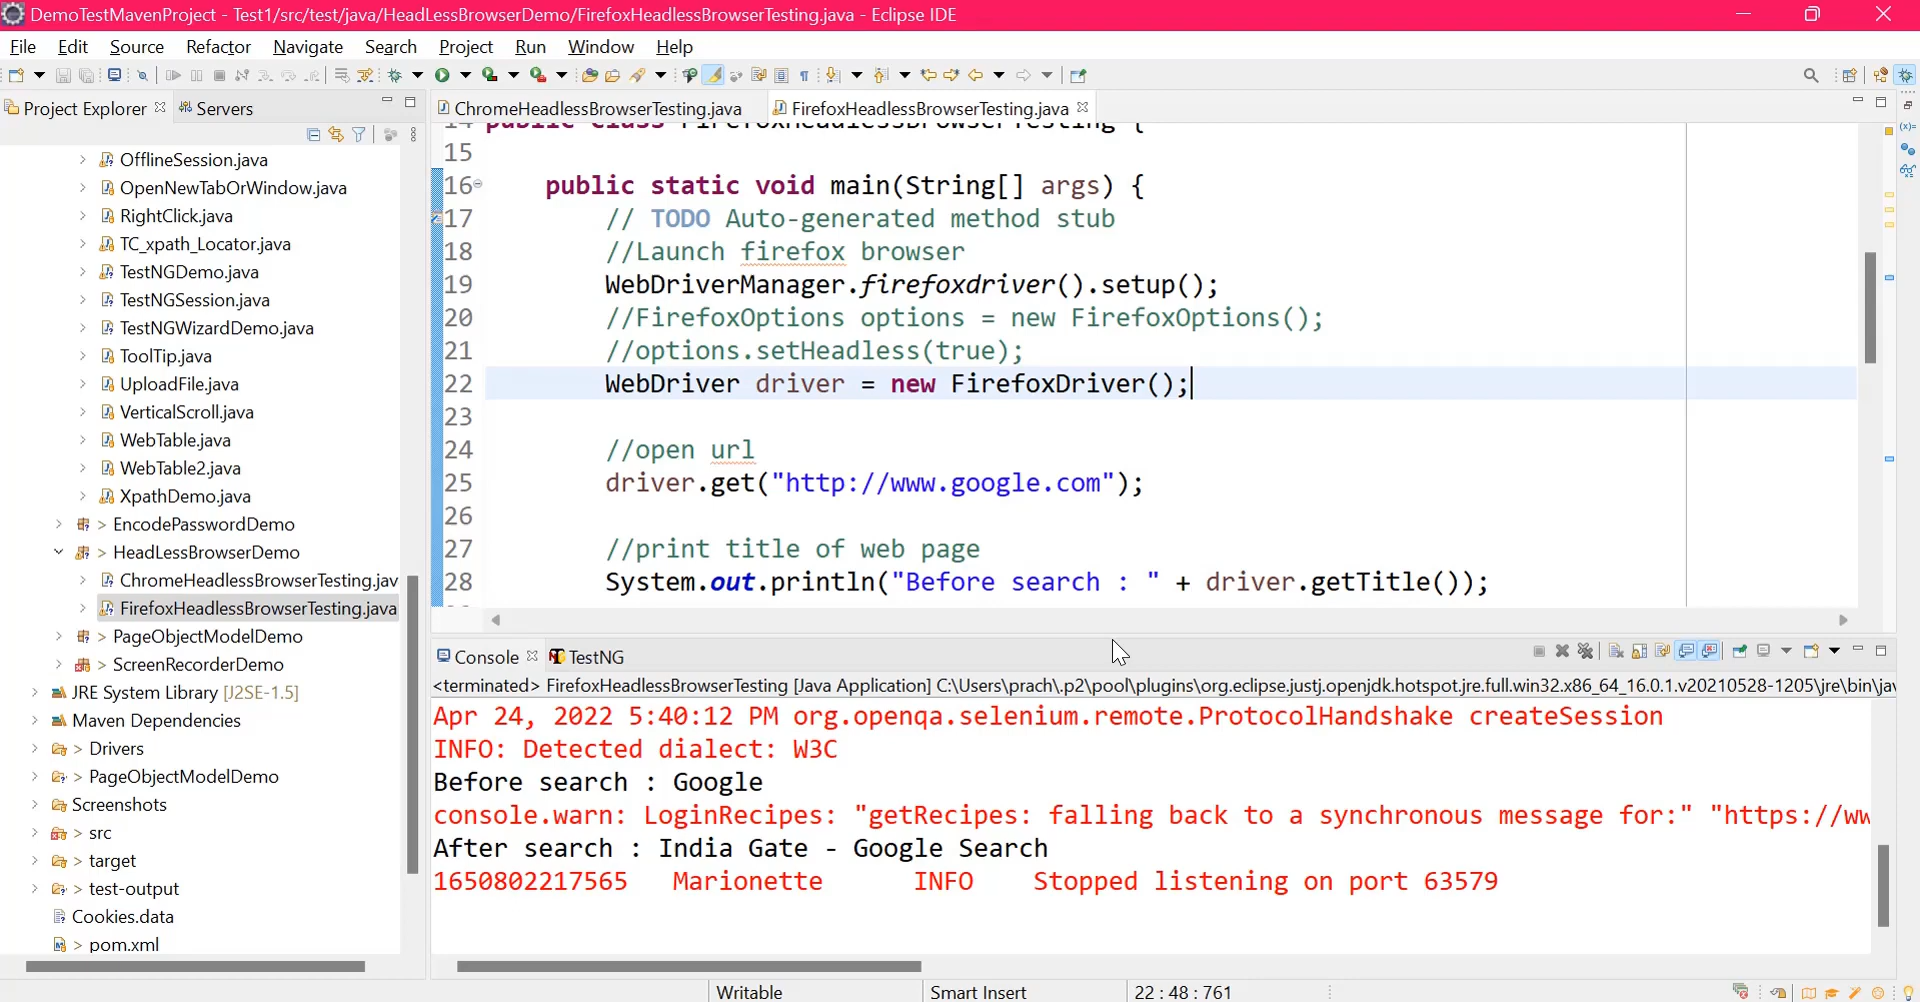 DemoTestMavenProject - Test1/src/test/java/HeadLessBrowserDemo/FirefoxHeadlessBrowserTesting.java - Eclipse IDE
File Edit Source Refactor Navigate Search Project Run Window Help
Project Explorer Servers
ChromeHeadlessBrowserTesting.java FirefoxHeadlessBrowserTesting.java
OfflineSession.java
OpenNewTabOrWindow.java
RightClick.java
TC_xpath_Locator.java
TestNGDemo.java
TestNGSession.java
TestNGWizardDemo.java
ToolTip.java
UploadFile.java
VerticalScroll.java
WebTable.java
WebTable2.java
XpathDemo.java
> EncodePasswordDemo
> HeadLessBrowserDemo
ChromeHeadlessBrowserTesting.jav
FirefoxHeadlessBrowserTesting.java
> PageObjectModelDemo
> ScreenRecorderDemo
JRE System Library [J2SE-1.5]
Maven Dependencies
> Drivers
> PageObjectModelDemo
Screenshots
> src
> target
> test-output
Cookies.data
> pom.xml
14 public class FirefoxHeadlessBrowserTesting {
15
16 public static void main(String[] args) {
17 // TODO Auto-generated method stub
18 //Launch firefox browser
19 WebDriverManager.firefoxdriver().setup();
20 //FirefoxOptions options = new FirefoxOptions();
21 //options.setHeadless(true);
22 WebDriver driver = new FirefoxDriver();
23
24 //open url
25 driver.get("http://www.google.com");
26
27 //print title of web page
28 System.out.println("Before search : " + driver.getTitle());
Console TestNG
<terminated> FirefoxHeadlessBrowserTesting [Java Application] C:\Users\prach\.p2\pool\plugins\org.eclipse.justj.openjdk.hotspot.jre.full.win32.x86_64_16.0.1.v20210528-1205\jre\bin\jav
Apr 24, 2022 5:40:12 PM org.openqa.selenium.remote.ProtocolHandshake createSession
INFO: Detected dialect: W3C
Before search : Google
console.warn: LoginRecipes: "getRecipes: falling back to a synchronous message for:" "https://ww
After search : India Gate - Google Search
1650802217565 Marionette INFO Stopped listening on port 63579
Writable Smart Insert 22 : 48 : 761